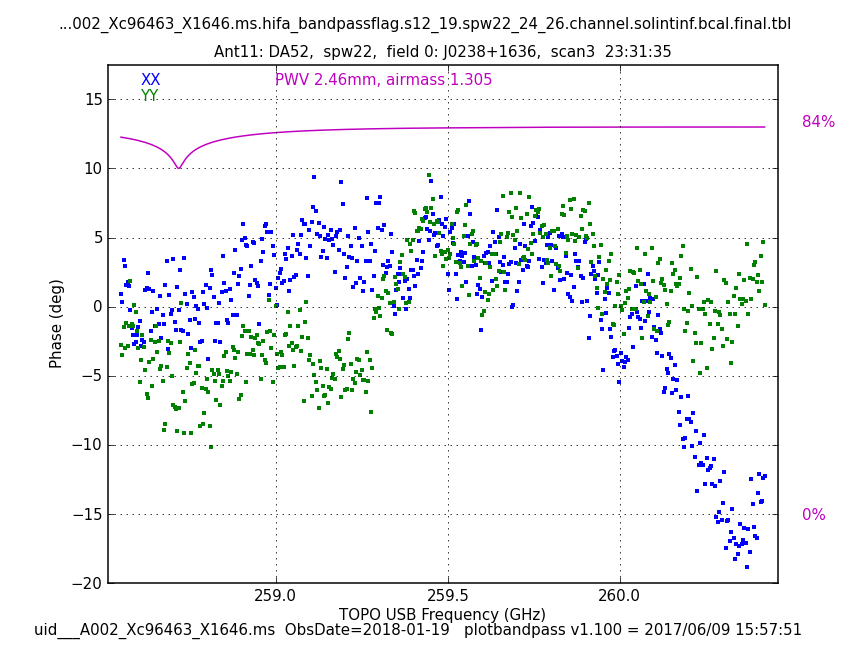 ...002_Xc96463_X1646.ms.hifa_bandpassflag.s12_19.spw22_24_26.channel.solintinf.bcal.final.tbl
Ant11: DA52, spw22, field 0: J0238+1636, scan3 23:31:35
XX
PWV 2.46mm, airmass 1.305
YY
84%
0%
15
10
5
0
−5
−10
−15
−20
Phase (deg)
259.0
259.5
260.0
TOPO USB Frequency (GHz)
uid___A002_Xc96463_X1646.ms ObsDate=2018-01-19 plotbandpass v1.100 = 2017/06/09 15:57:51